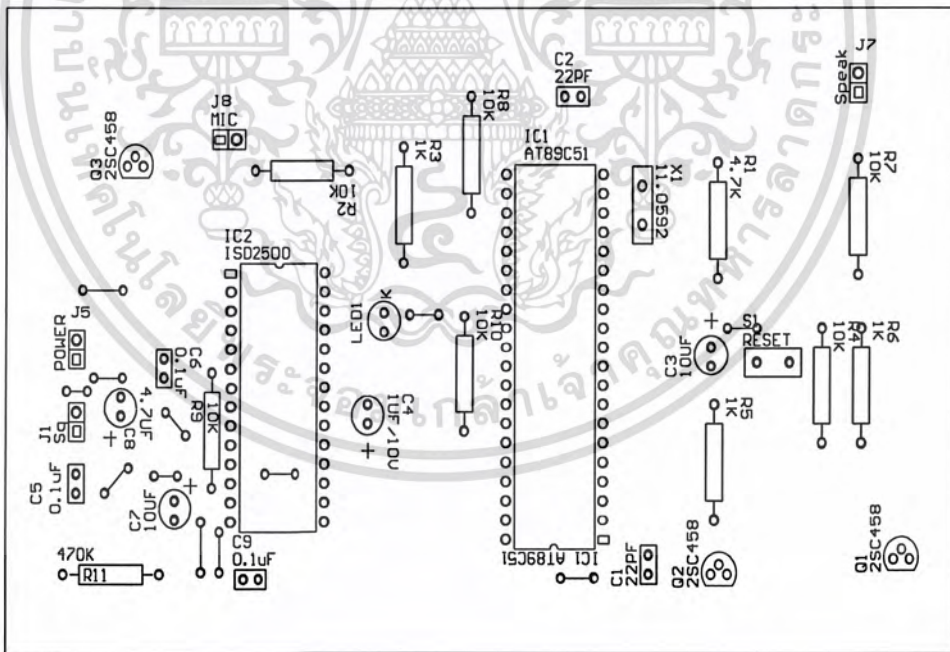 J7
Speak
C2
22PF
R8
10K
J8
MIC
Q3
2SC458
R3
1K
IC1
AT89C51
X1
11.0592
R1
4.7K
R7
10K
10K
R2
IC2
ISD2500
J5
POWER
LED1
K
R10
10K
+
C3
10UF
S1
RESET
R4
10K
R6
1K
C6
0.1uF
4.7UF
C8
+
R9
10K
C4
1UF/10V
+
R5
1K
J1
Sq
C5
0.1uF
C7
10UF
+
C9
0.1uF
470K
R11
IC1 AT89C51
C1
22PF
Q2
2SC458
Q1
2SC458